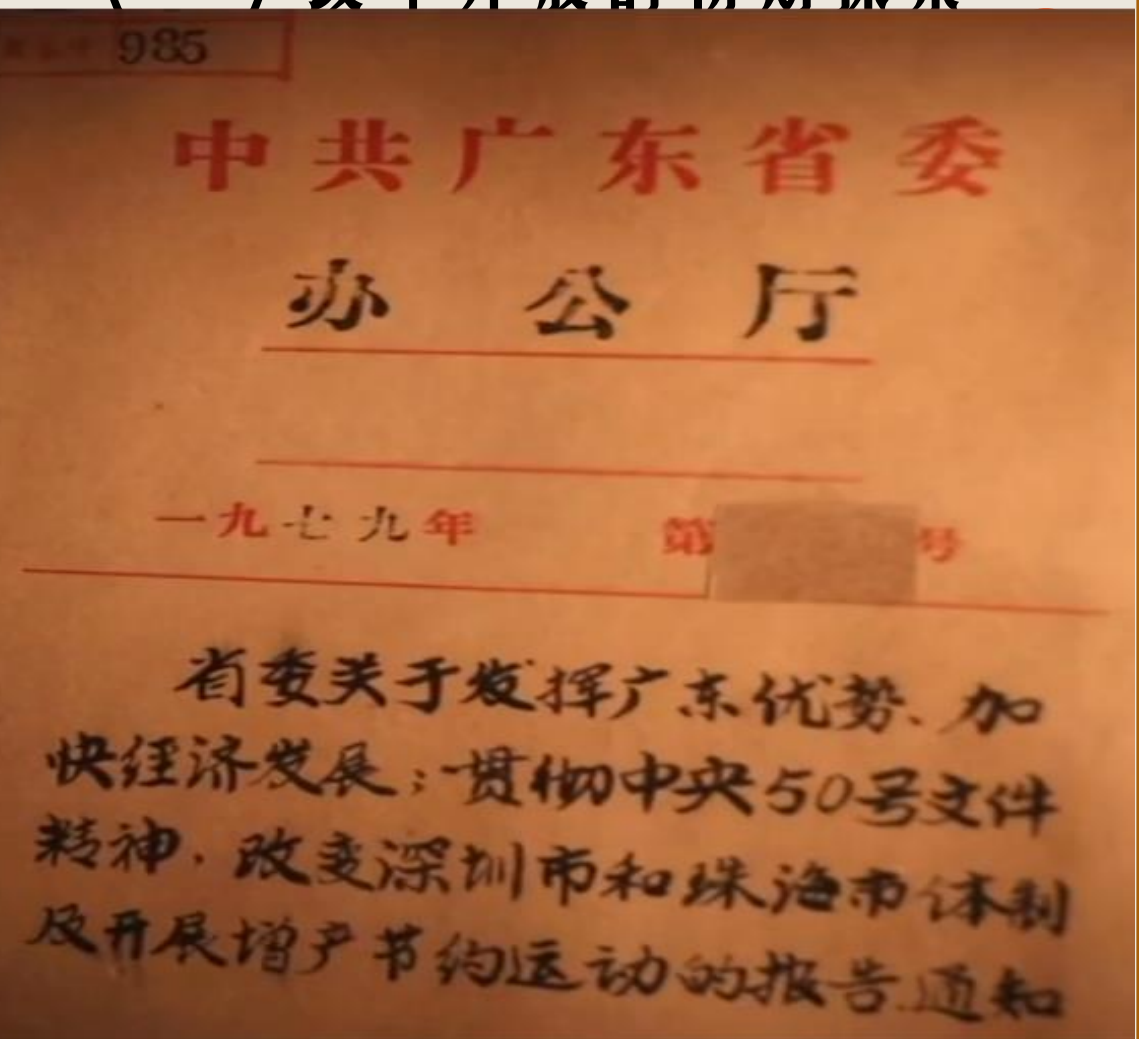 985
中共广东省委
办公厅
一九七九年 第 号
省委关于发挥广东优势、加
快经济发展；贯彻中央50号文件
精神，改变深圳市和珠海市体制
及开展增产节约运动的报告通知